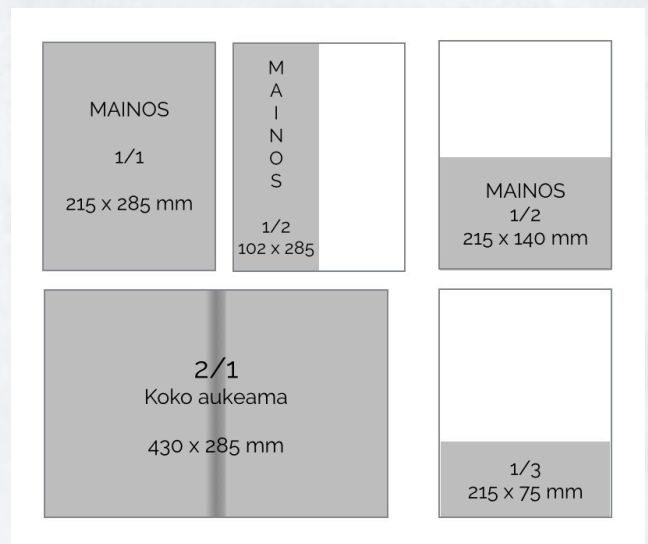 MAINOS
1/1
215 x 285 mm
M
A
I
N
O
S
1/2
102 x 285
MAINOS
1/2
215 x 140 mm
2/1
Koko aukeama
430 x 285 mm
1/3
215 x 75 mm